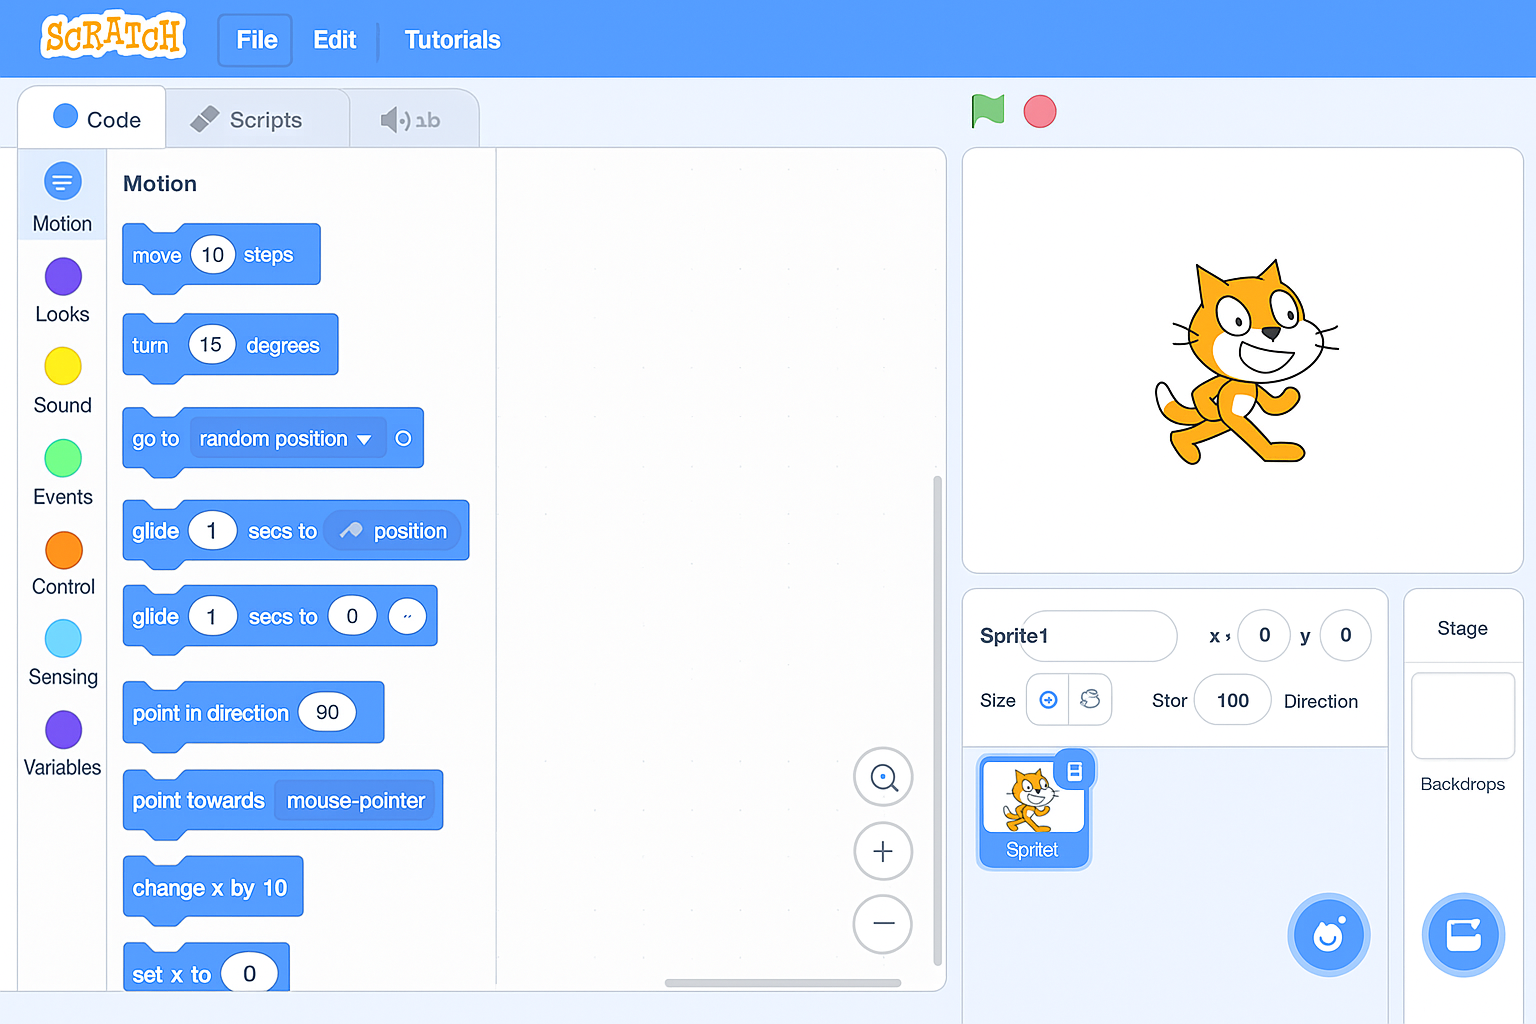 SCRATCH
File Edit Tutorials
Code Scripts
Motion
Looks
Sound
Events
Control
Sensing
Variables
Motion
move 10 steps
turn 15 degrees
go to random position
glide 1 secs to position
glide 1 secs to 0
point in direction 90
point towards mouse-pointer
change x by 10
set x to 0
Sprite1 x 0 y 0
Size Stor 100 Direction
Spritet
Stage
Backdrops